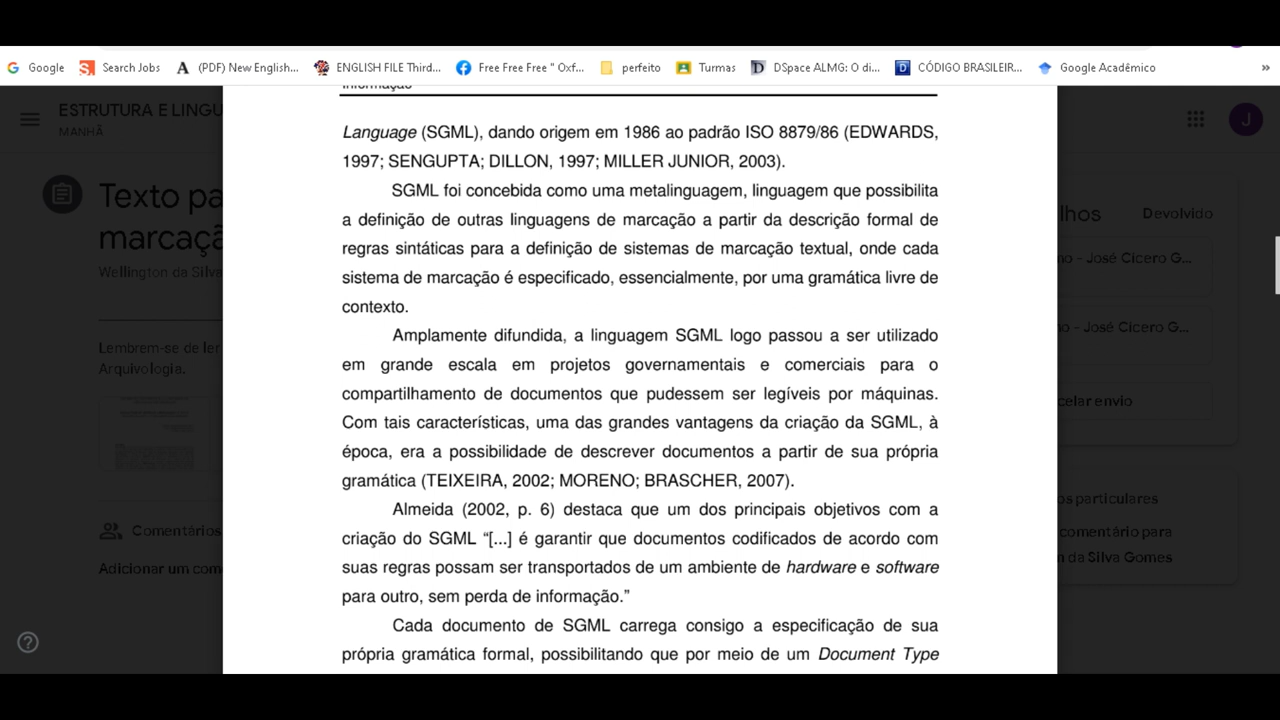 Google Search Jobs (PDF) New English... ENGLISH FILE Third... Free Free Free " Oxf... perfeito Turmas DSpace ALMG: O di... CÓDIGO BRASILEIR... Google Acadêmico »
Informação
ESTRUTURA E LINGU
MANHÃ
J
Texto pa
marcaçã
Wellington da Silva
Lembrem-se de ler
Arquivologia.
Comentários
Adicionar um com
Language (SGML), dando origem em 1986 ao padrão ISO 8879/86 (EDWARDS,
1997; SENGUPTA; DILLON, 1997; MILLER JUNIOR, 2003).
SGML foi concebida como uma metalinguagem, linguagem que possibilita
a definição de outras linguagens de marcação a partir da descrição formal de
regras sintáticas para a definição de sistemas de marcação textual, onde cada
sistema de marcação é especificado, essencialmente, por uma gramática livre de
contexto.
Amplamente difundida, a linguagem SGML logo passou a ser utilizado
em grande escala em projetos governamentais e comerciais para o
compartilhamento de documentos que pudessem ser legíveis por máquinas.
Com tais características, uma das grandes vantagens da criação da SGML, à
época, era a possibilidade de descrever documentos a partir de sua própria
gramática (TEIXEIRA, 2002; MORENO; BRASCHER, 2007).
Almeida (2002, p. 6) destaca que um dos principais objetivos com a
criação do SGML “[...] é garantir que documentos codificados de acordo com
suas regras possam ser transportados de um ambiente de hardware e software
para outro, sem perda de informação.”
Cada documento de SGML carrega consigo a especificação de sua
própria gramática formal, possibilitando que por meio de um Document Type
lhos Devolvido
no - José Cícero G...
no - José Cícero G...
celar envio
os particulares
comentário para
n da Silva Gomes